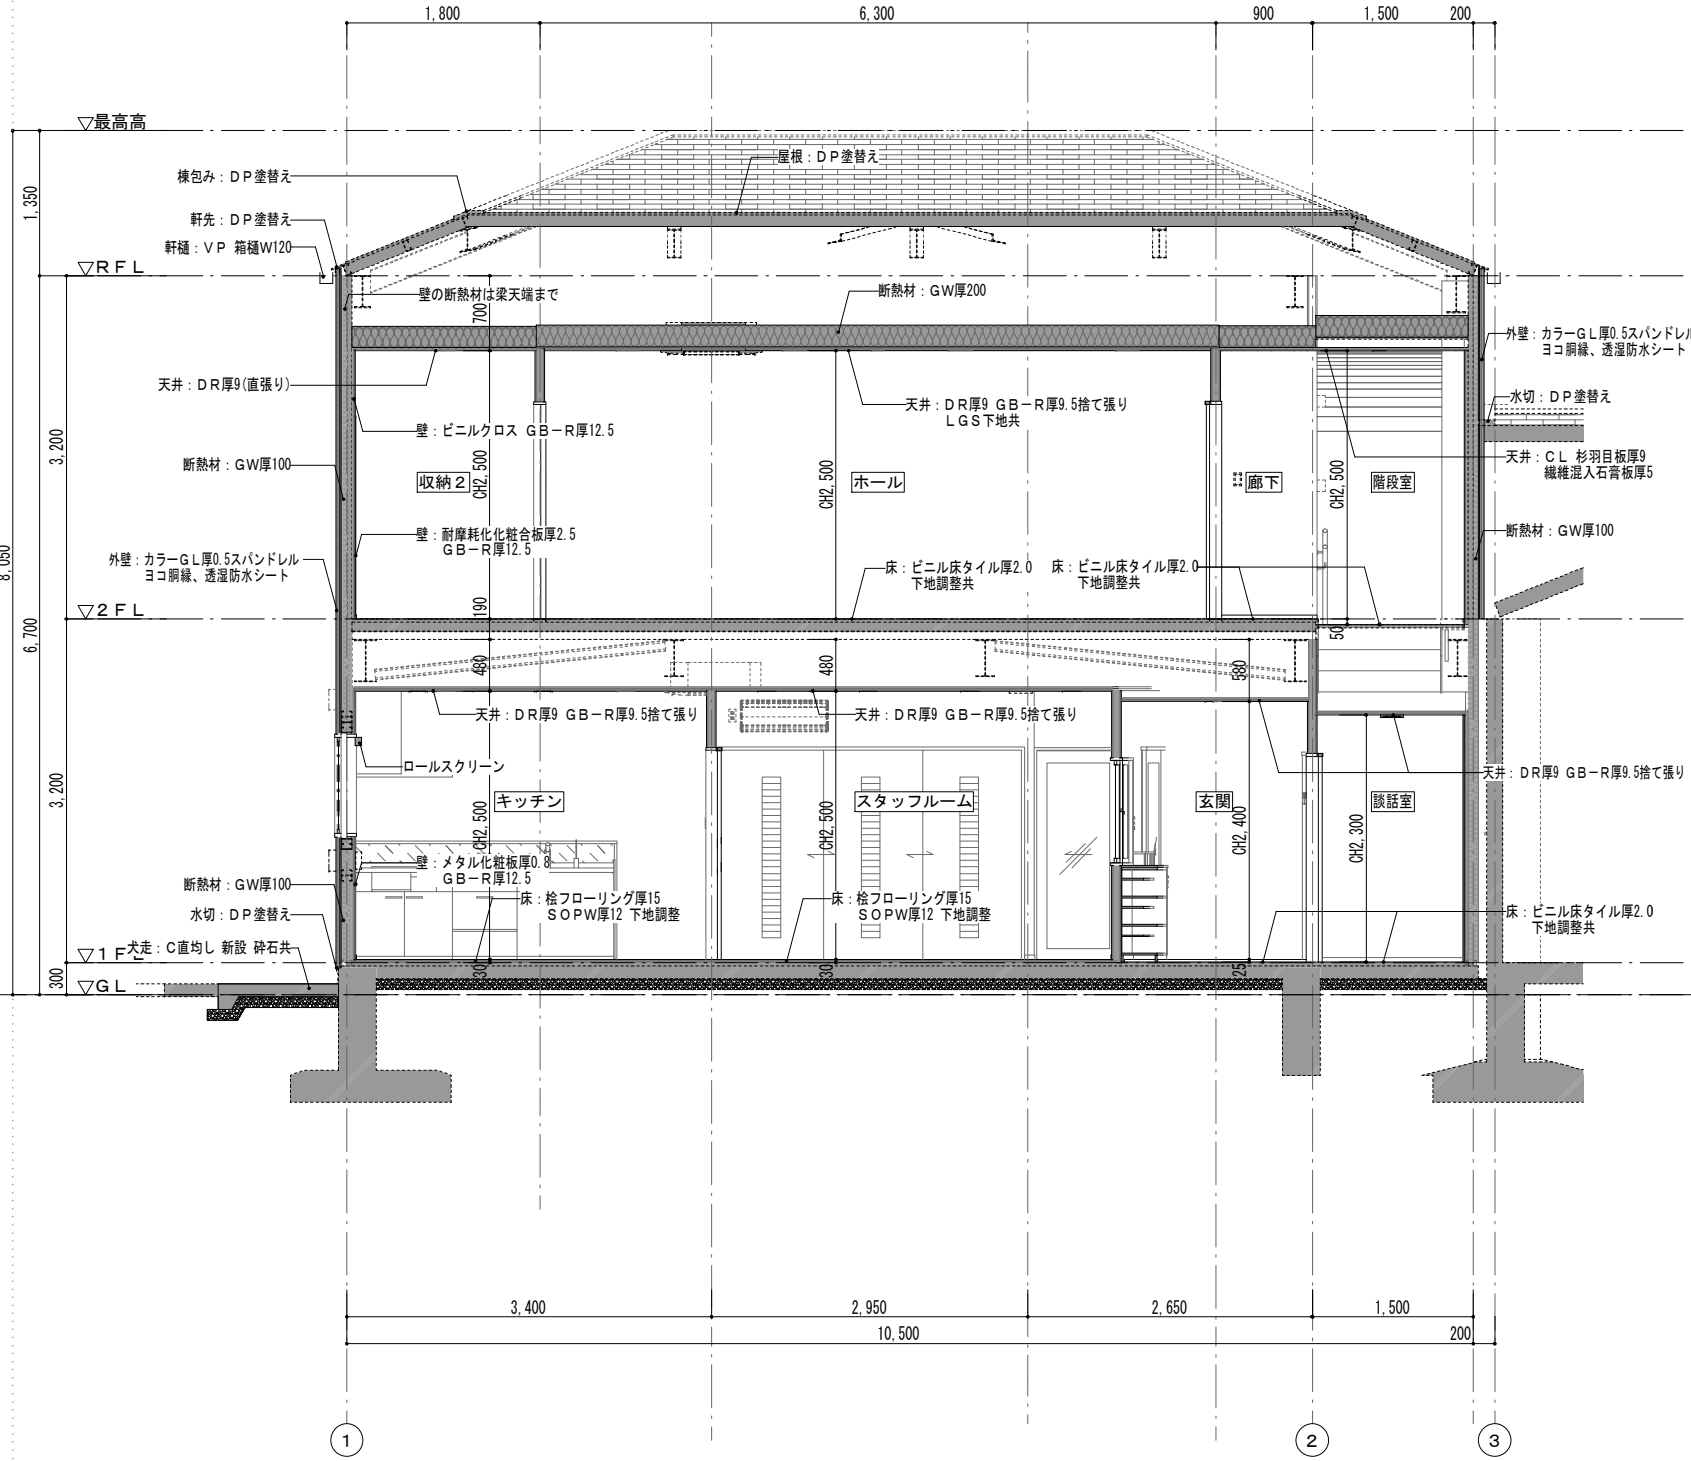 1,800
6,300
900
1,500
200
▽最高高
屋根：ＤＰ塗替え
棟包み：ＤＰ塗替え
1,350
軒先：ＤＰ塗替え
軒樋：ＶＰ 箱樋W120
▽ＲＦＬ
壁の断熱材は梁天端まで
断熱材：GW厚200
700
外壁：カラーＧＬ厚0.5スパンドレル
ヨコ胴縁、透湿防水シート
天井：ＤＲ厚9(直張り)
天井：ＤＲ厚9 ＧＢ－Ｒ厚9.5捨て張り
ＬＧＳ下地共
水切：ＤＰ塗替え
壁：ビニルクロス ＧＢ－Ｒ厚12.5
3,200
断熱材：GW厚100
天井：ＣＬ 杉羽目板厚9
繊維混入石膏板厚5
収納２
CH2,500
ホール
CH2,500
廊下
CH2,500
階段室
壁：耐摩耗化化粧合板厚2.5
ＧＢ－Ｒ厚12.5
断熱材：GW厚100
8,050
外壁：カラーＧＬ厚0.5スパンドレル
ヨコ胴縁、透湿防水シート
床：ビニル床タイル厚2.0
下地調整共
床：ビニル床タイル厚2.0
下地調整共
▽２ＦＬ
190
50
6,700
480
480
580
天井：ＤＲ厚9 ＧＢ－Ｒ厚9.5捨て張り
天井：ＤＲ厚9 ＧＢ－Ｒ厚9.5捨て張り
ロールスクリーン
天井：ＤＲ厚9 ＧＢ－Ｒ厚9.5捨て張り
3,200
キッチン
スタッフルーム
玄関
談話室
CH2,500
CH2,500
CH2,400
CH2,300
壁：メタル化粧板厚0.8
ＧＢ－Ｒ厚12.5
断熱材：GW厚100
床：桧フローリング厚15
ＳＯＰＷ厚12 下地調整
床：桧フローリング厚15
ＳＯＰＷ厚12 下地調整
水切：ＤＰ塗替え
床：ビニル床タイル厚2.0
下地調整共
犬走：Ｃ直均し 新設 砕石共
▽１ＦＬ
30
30
25
300
▽ＧＬ
3,400
2,950
2,650
1,500
10,500
200
1
2
3